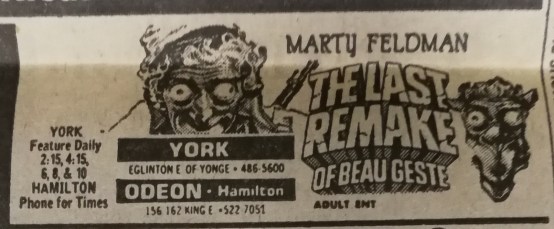 MARTY FELDMAN
THE LAST
REMAKE
OF BEAU GESTE
ADULT ENT
YORK
EGLINTON E OF YONGE • 486-5600
ODEON • Hamilton
156 162 KING E • 522 7051
YORK
Feature Daily
2:15, 4:15,
6, 8, & 10
HAMILTON
Phone for Times